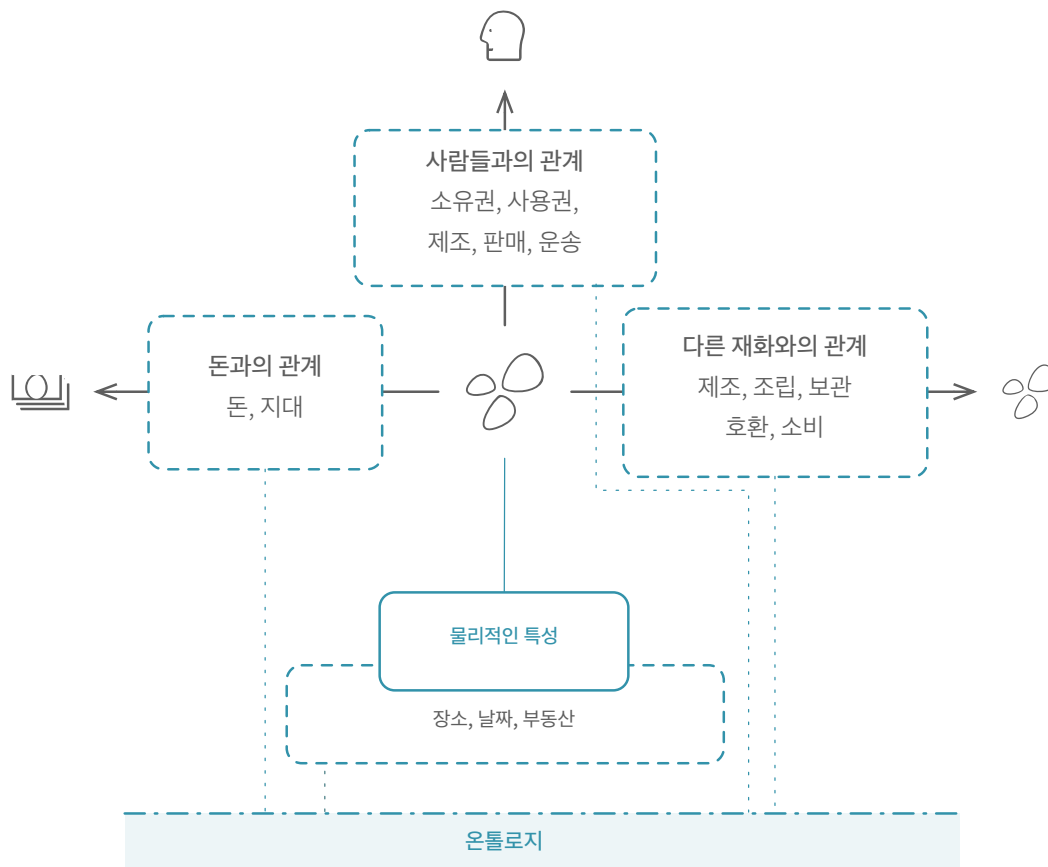 사람들과의 관계
소유권, 사용권,
제조, 판매, 운송
돈과의 관계
돈, 지대
다른 재화와의 관계
제조, 조립, 보관
호환, 소비
물리적인 특성
장소, 날짜, 부동산
온톨로지